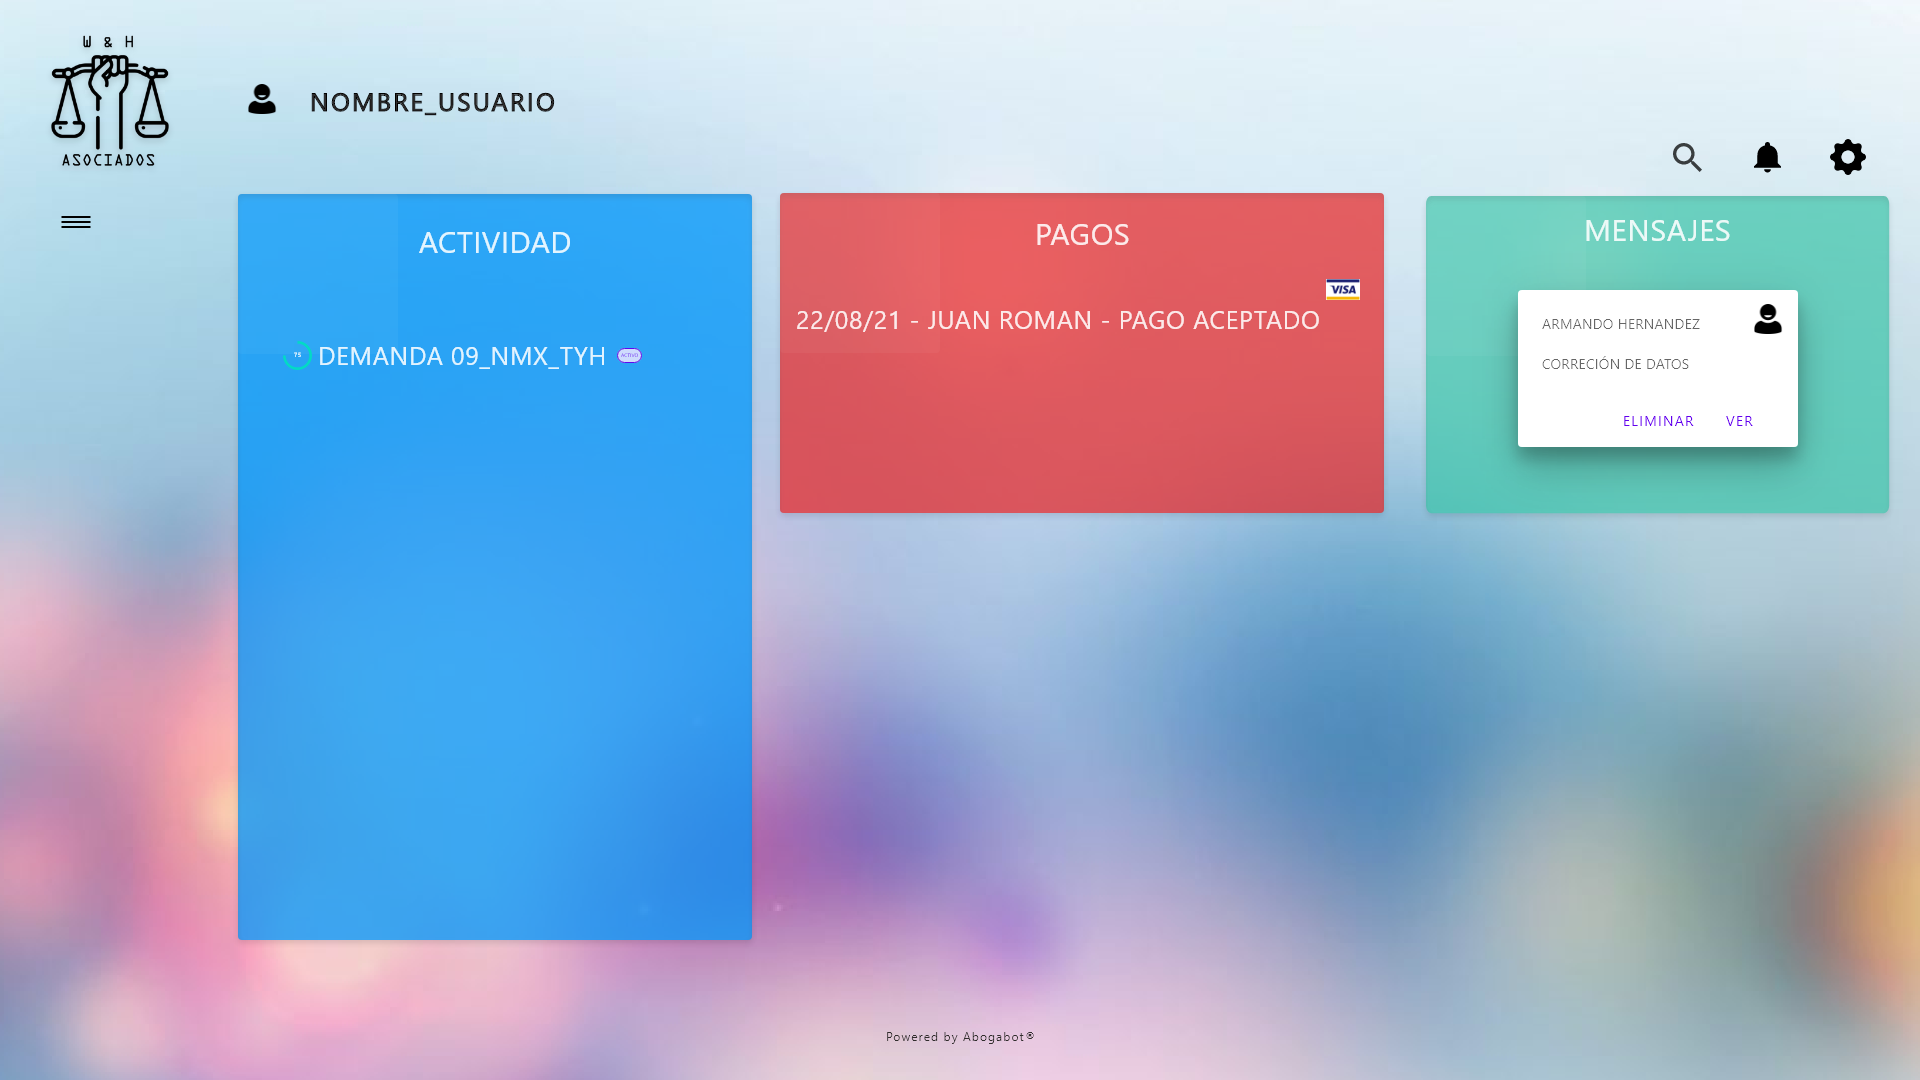 W & H
ASOCIADOS
NOMBRE_USUARIO
ACTIVIDAD
75 DEMANDA 09_NMX_TYH ACTIVO
PAGOS
VISA
22/08/21 - JUAN ROMAN - PAGO ACEPTADO
MENSAJES
ARMANDO HERNANDEZ
CORRECIÓN DE DATOS
ELIMINAR VER
Powered by Abogabot®